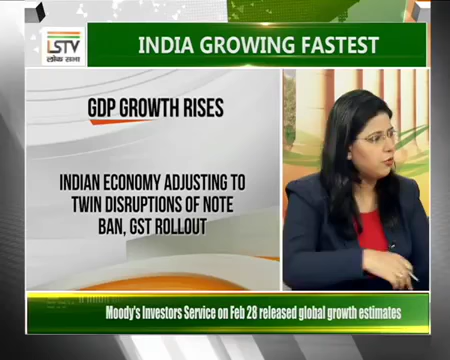 LSTV
लोक सभा
INDIA GROWING FASTEST
GDP GROWTH RISES
INDIAN ECONOMY ADJUSTING TO
TWIN DISRUPTIONS OF NOTE
BAN, GST ROLLOUT
Moody's Investors Service on Feb 28 released global growth estimates